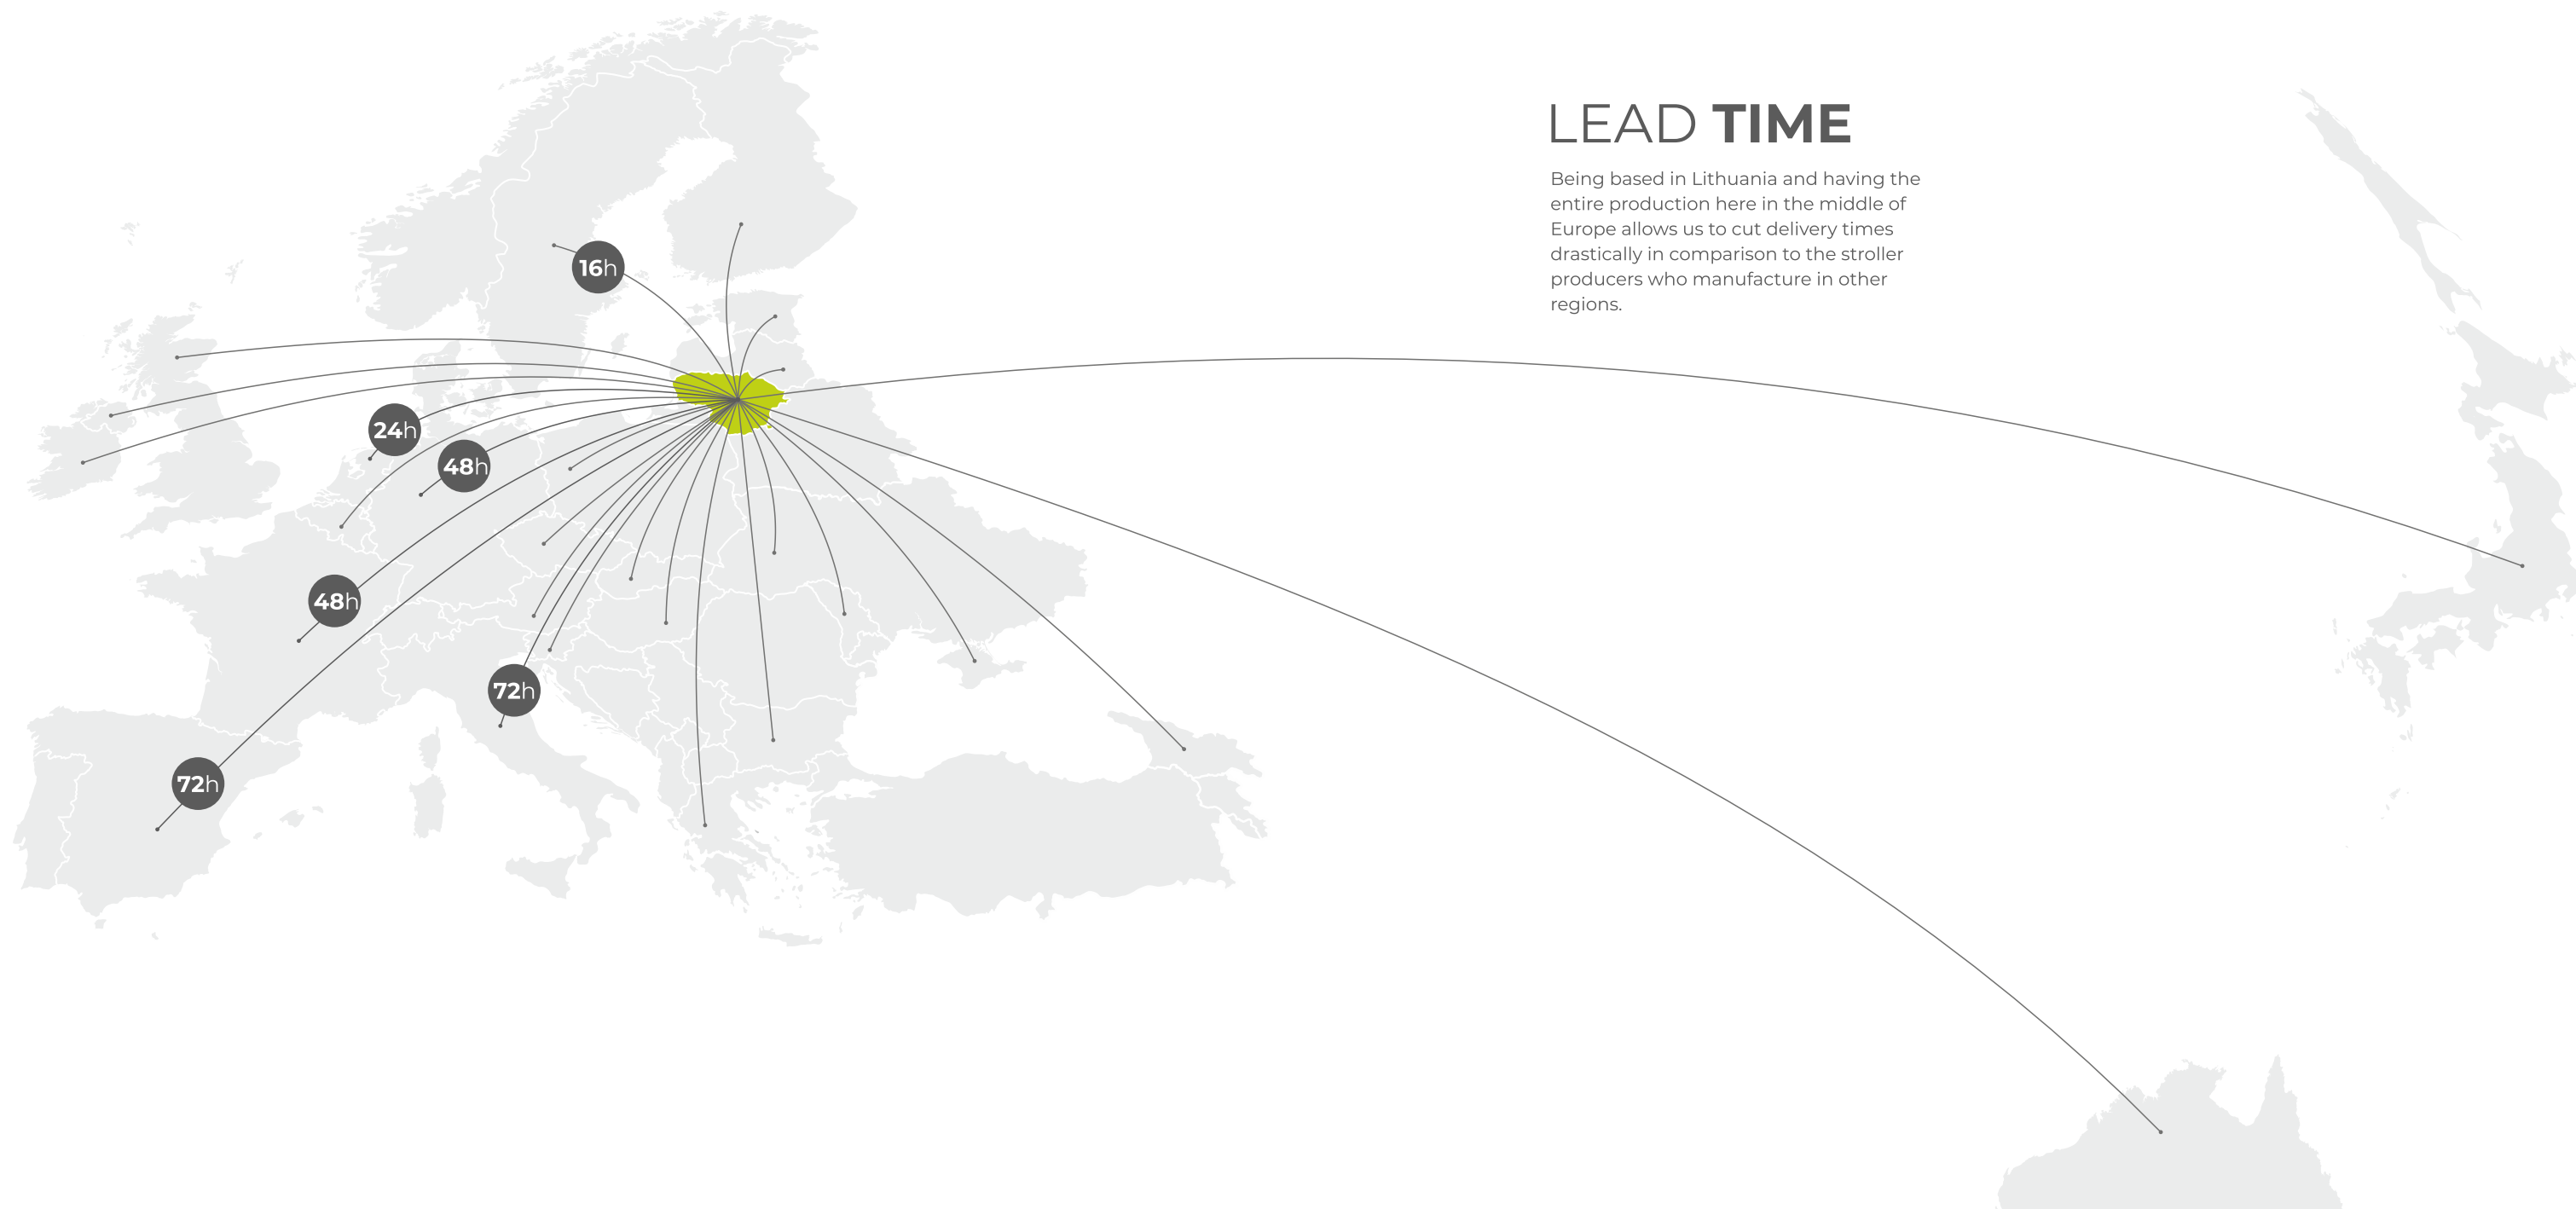 LEAD TIME
Being based in Lithuania and having the
entire production here in the middle of
Europe allows us to cut delivery times
drastically in comparison to the stroller
producers who manufacture in other
regions.
16h
24h
48h
48h
72h
72h